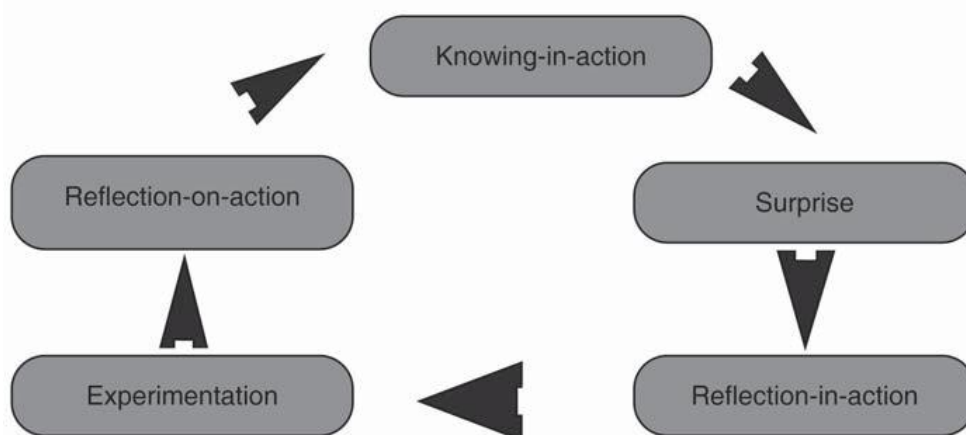 Knowing-in-action
Reflection-on-action
Surprise
Experimentation
Reflection-in-action